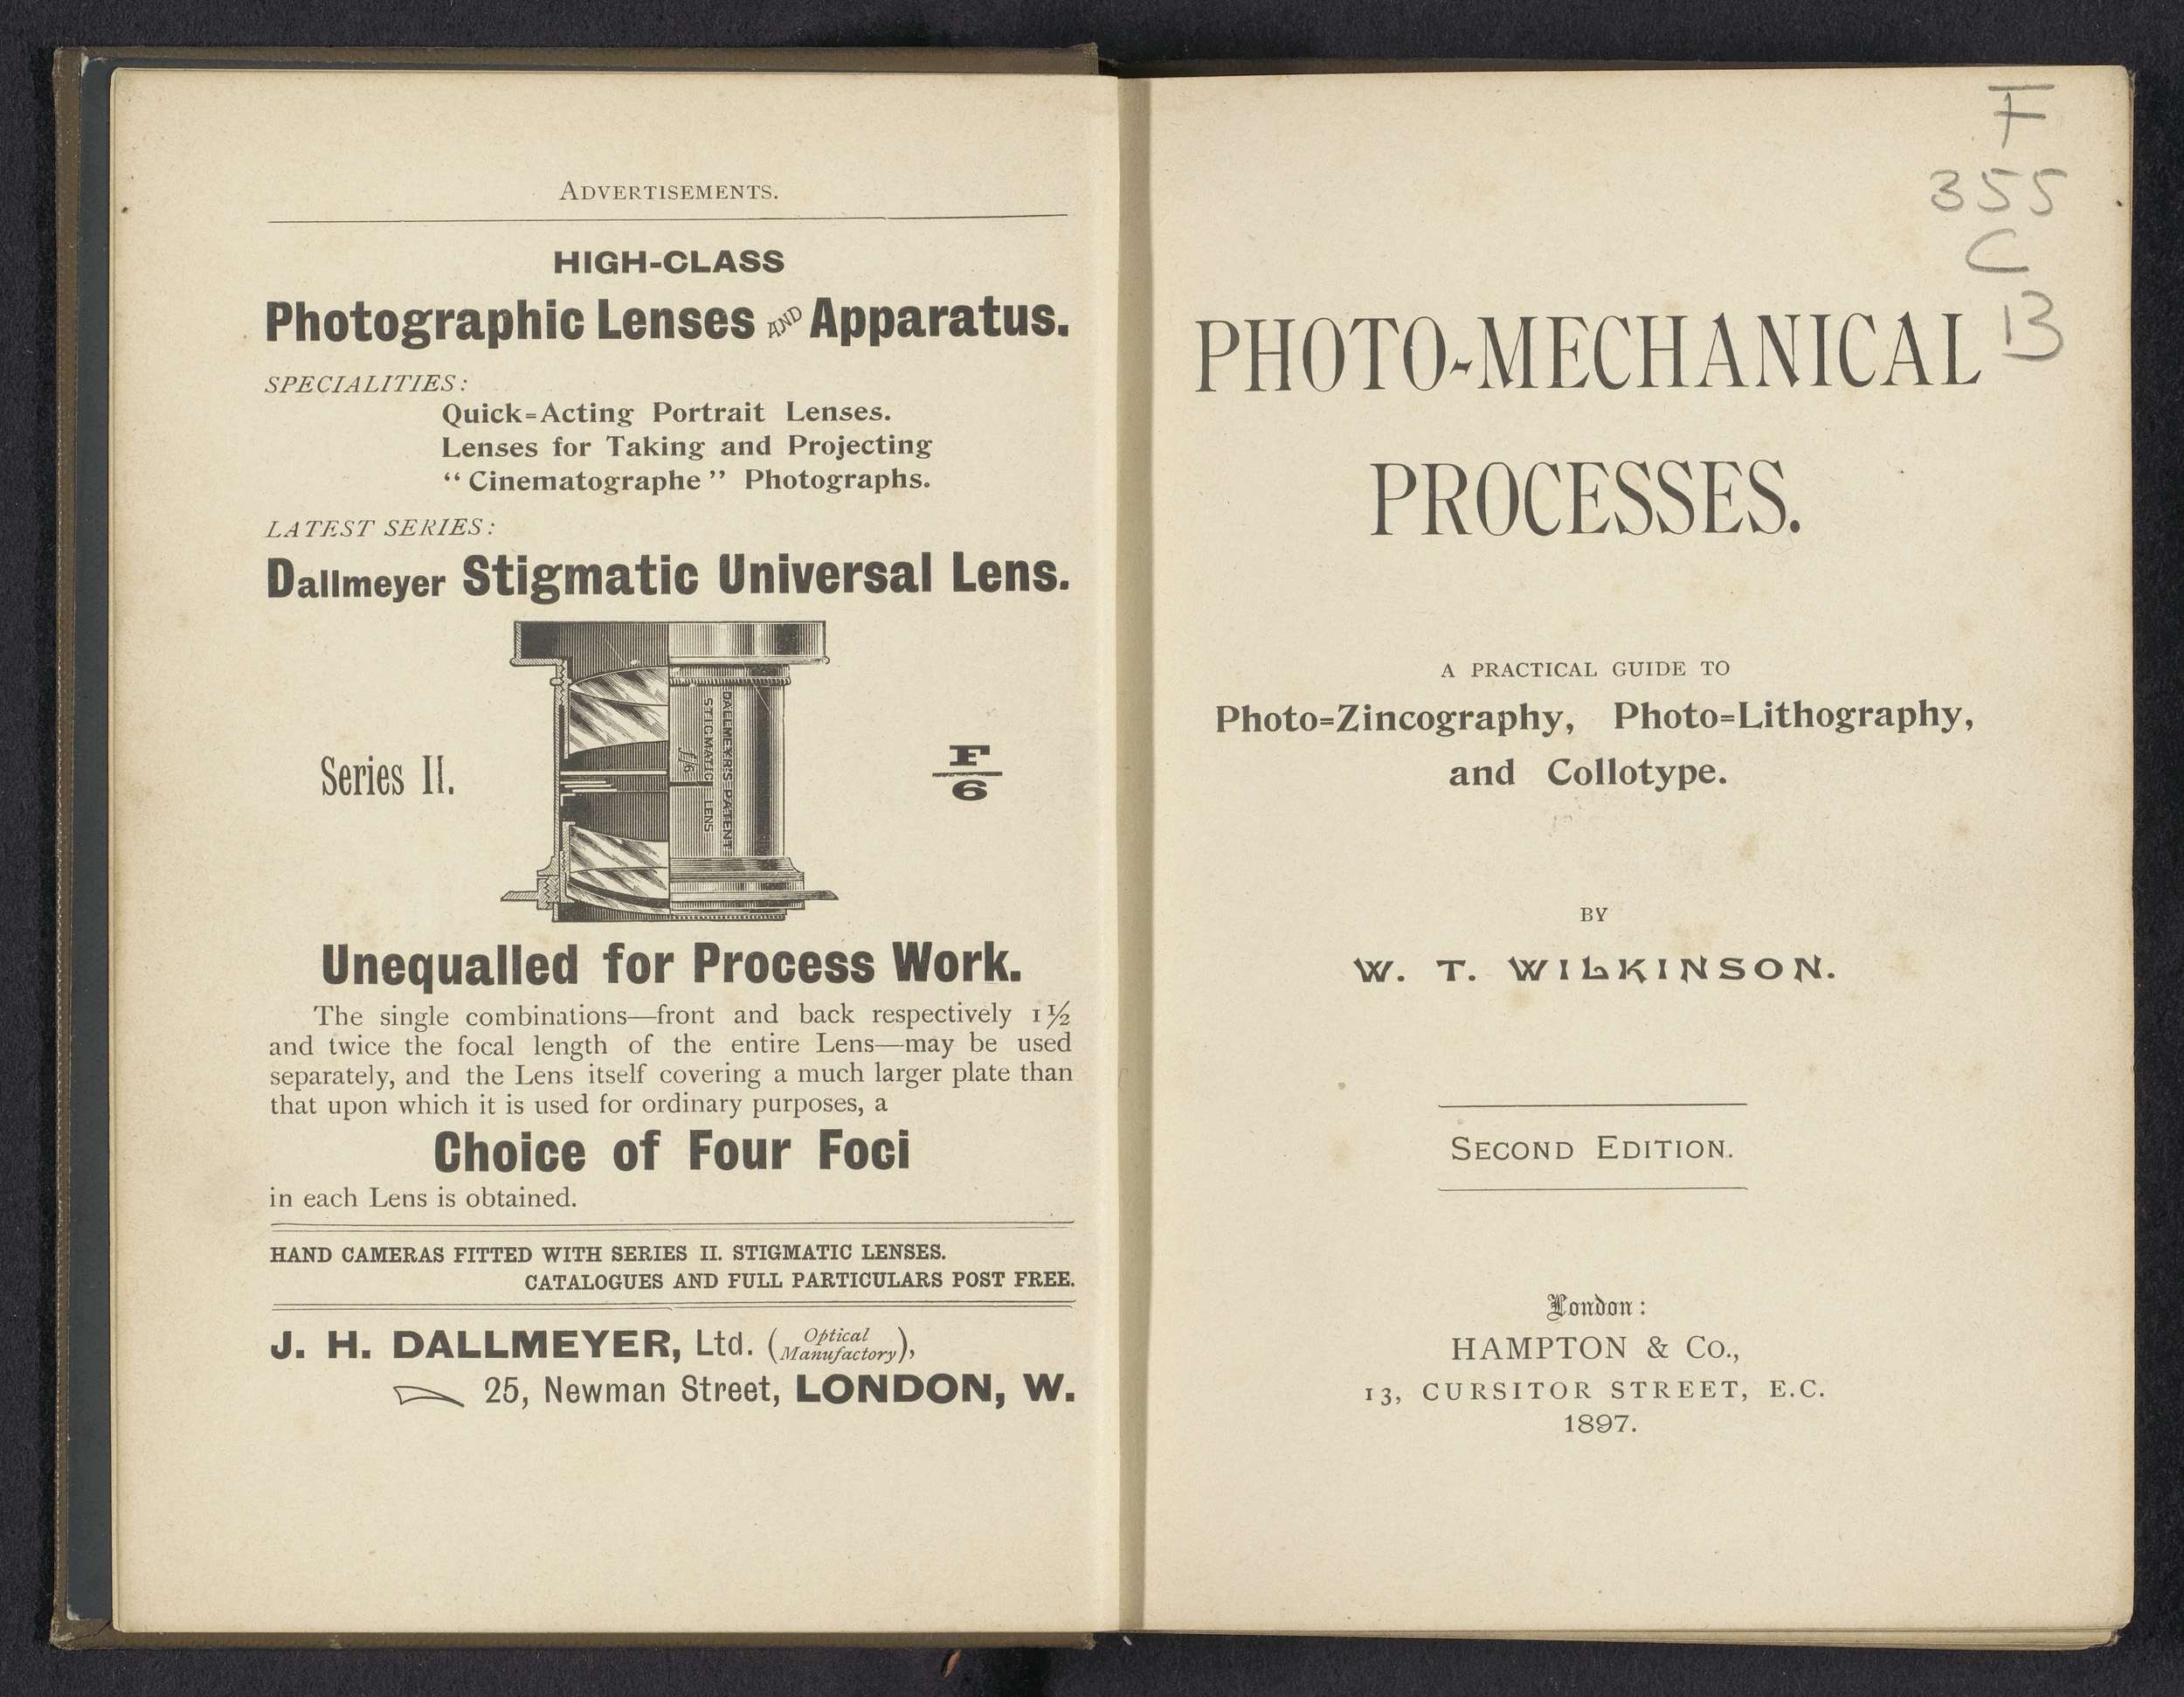 ADVERTISEMENTS.
HIGH-CLASS
Photographic Lenses AND Apparatus.
SPECIALITIES:
Quick=Acting Portrait Lenses.
Lenses for Taking and Projecting
“Cinematographe” Photographs.
LATEST SERIES:
Dallmeyer Stigmatic Universal Lens.
Series II.
DALLMEYER'S PATENT
STIGMATIC LENS
f/6
F
6
Unequalled for Process Work.
The single combinations—front and back respectively 1½
and twice the focal length of the entire Lens—may be used
separately, and the Lens itself covering a much larger plate than
that upon which it is used for ordinary purposes, a
Choice of Four Foci
in each Lens is obtained.
HAND CAMERAS FITTED WITH SERIES II. STIGMATIC LENSES.
CATALOGUES AND FULL PARTICULARS POST FREE.
J. H. DALLMEYER, Ltd. (Optical Manufactory),
25, Newman Street, LONDON, W.
F
355
C
13
PHOTO-MECHANICAL
PROCESSES.
A PRACTICAL GUIDE TO
Photo=Zincography, Photo=Lithography,
and Collotype.
BY
W. T. WILKINSON.
SECOND EDITION.
London:
HAMPTON & Co.,
13, CURSITOR STREET, E.C.
1897.